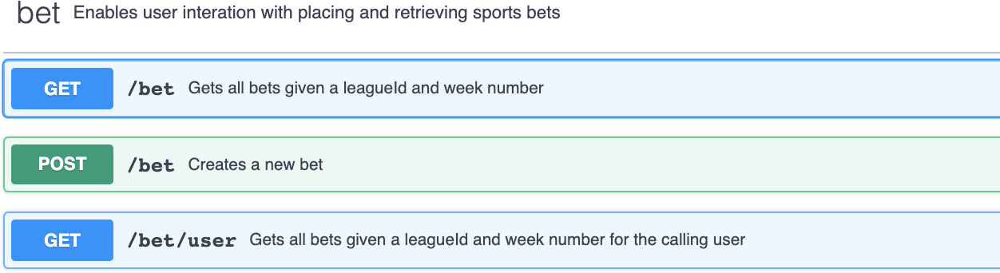 bet Enables user interation with placing and retrieving sports bets
GET /bet Gets all bets given a leagueId and week number
POST /bet Creates a new bet
GET /bet/user Gets all bets given a leagueId and week number for the calling user